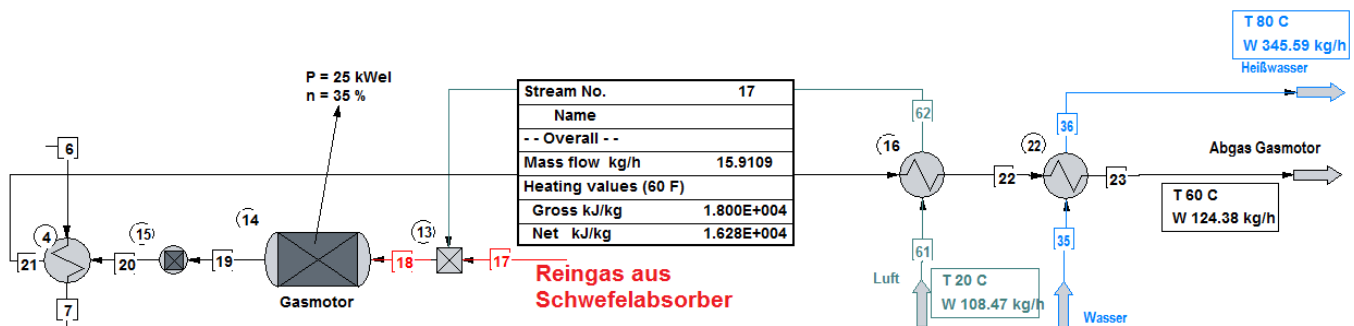 T 80 C
W 345.59 kg/h
Heißwasser
P = 25 kWel
n = 35 %
Stream No. 17
Name
- - Overall - -
Mass flow kg/h 15.9109
Heating values (60 F)
Gross kJ/kg 1.800E+004
Net kJ/kg 1.628E+004
62
36
6
16
22
Abgas Gasmotor
22
23
T 60 C
W 124.38 kg/h
4
15
14
13
21
20
19
18
17
61
35
7
Gasmotor
Reingas aus
Schwefelabsorber
Luft
T 20 C
W 108.47 kg/h
Wasser